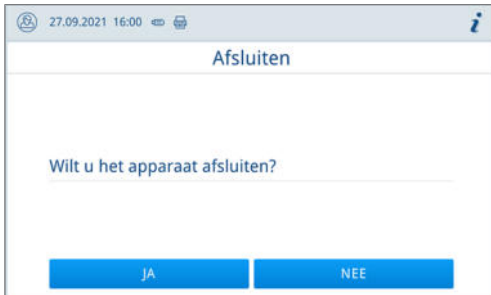 27.09.2021 16:00
Afsluiten
Wilt u het apparaat afsluiten?
JA NEE